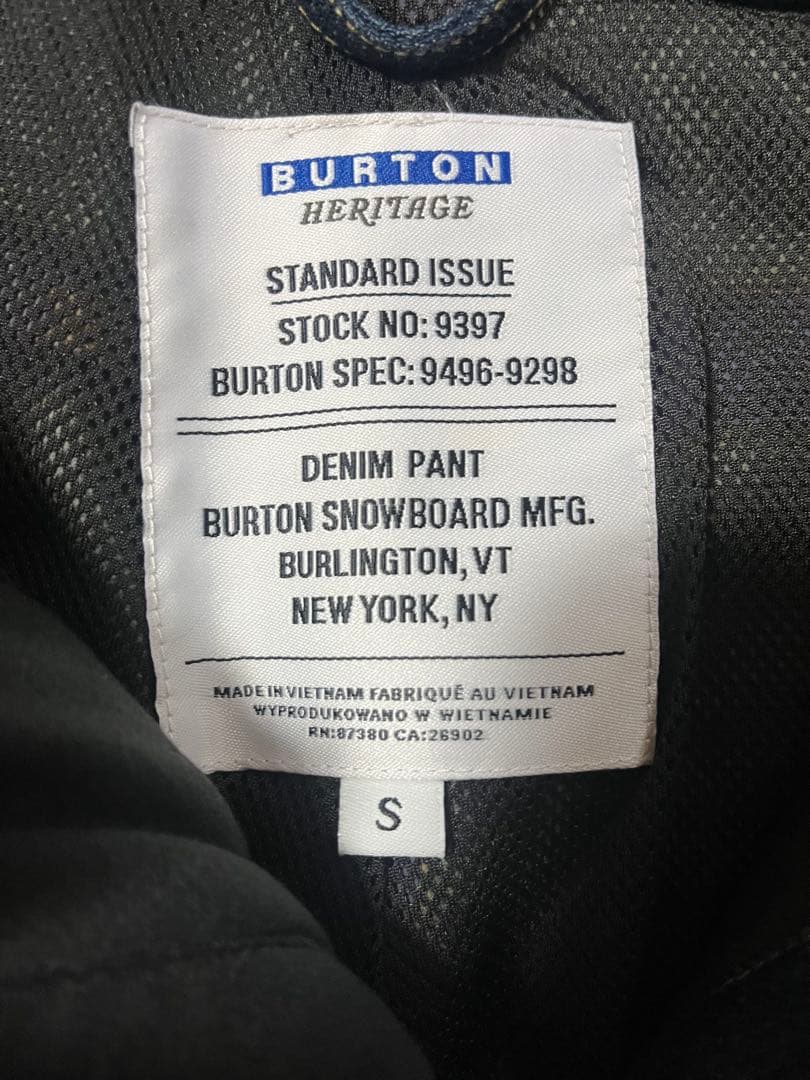 BURTON
HERITAGE
STANDARD ISSUE
STOCK NO: 9397
BURTON SPEC: 9496-9298
DENIM PANT
BURTON SNOWBOARD MFG.
BURLINGTON, VT
NEW YORK, NY
MADE IN VIETNAM FABRIQUÉ AU VIETNAM
WYPRODUKOWANO W WIETNAMIE
RN:87380 CA:26902
S